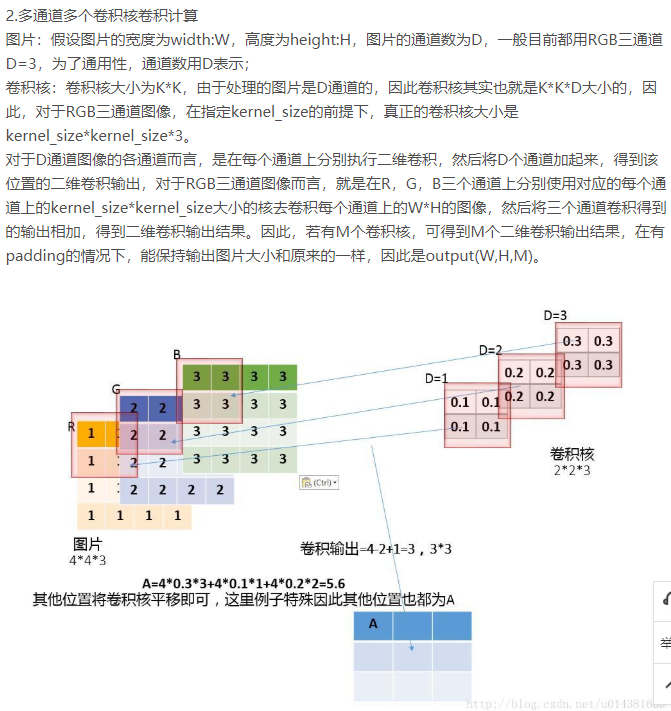 2.多通道多个卷积核卷积计算
图片：假设图片的宽度为width:W，高度为height:H，图片的通道数为D，一般目前都用RGB三通道
D=3，为了通用性，通道数用D表示；
卷积核：卷积核大小为K*K，由于处理的图片是D通道的，因此卷积核其实也就是K*K*D大小的，因
此，对于RGB三通道图像，在指定kernel_size的前提下，真正的卷积核大小是
kernel_size*kernel_size*3。
对于D通道图像的各通道而言，是在每个通道上分别执行二维卷积，然后将D个通道加起来，得到该
位置的二维卷积输出，对于RGB三通道图像而言，就是在R，G，B三个通道上分别使用对应的每个通
道上的kernel_size*kernel_size大小的核去卷积每个通道上的W*H的图像，然后将三个通道卷积得到
的输出相加，得到二维卷积输出结果。因此，若有M个卷积核，可得到M个二维卷积输出结果，在有
padding的情况下，能保持输出图片大小和原来的一样，因此是output(W,H,M)。
D=3
0.3 0.3
0.3 0.3
D=2
0.2 0.2
0.2 0.2
D=1
0.1 0.1
0.1 0.1
卷积核
2*2*3
B
3 3 3 3
3 3 3 3
3 3 3 3
3 3 3 3
G
2 2
2 2
2 2
2 2 2 2
R
1
1
1
1 1 1 1
(Ctrl)
图片
4*4*3
卷积输出=4-2+1=3，3*3
A=4*0.3*3+4*0.1*1+4*0.2*2=5.6
其他位置将卷积核平移即可，这里例子特殊因此其他位置也都为A
A
举